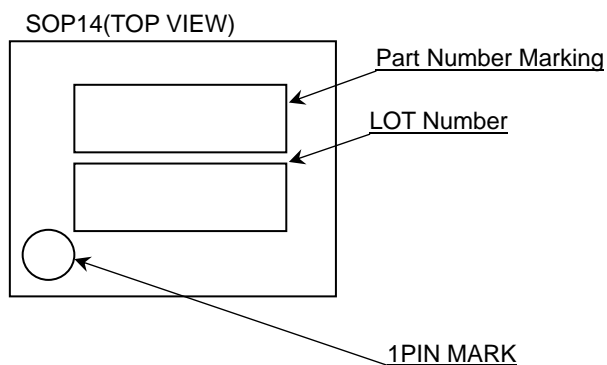 SOP14(TOP VIEW)
Part Number Marking
LOT Number
1PIN MARK